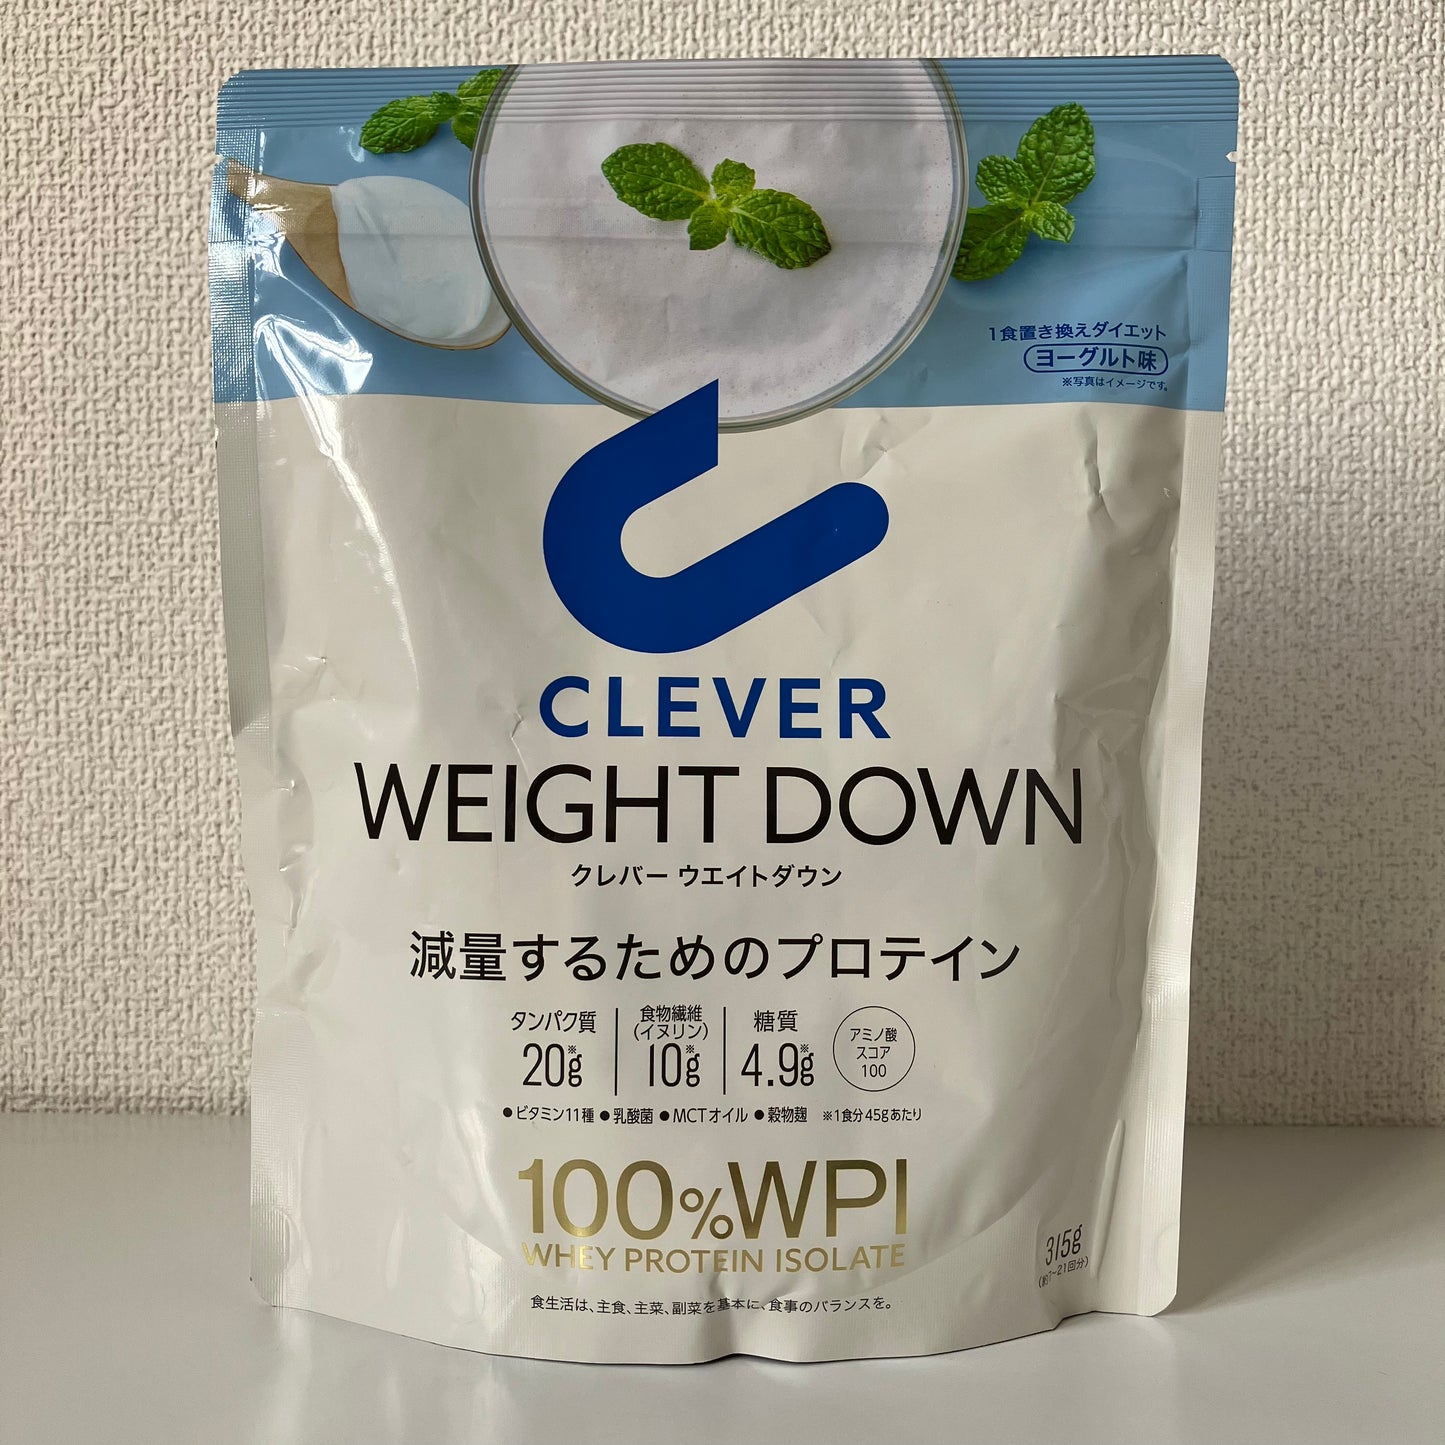 1食置き換えダイエット
ヨーグルト味
※写真はイメージです。
CLEVER
WEIGHT DOWN
クレバー ウエイトダウン
減量するためのプロテイン
タンパク質
20g※
食物繊維
(イヌリン)
10g※
糖質
4.9g※
アミノ酸
スコア
100
●ビタミン11種 ●乳酸菌 ●MCTオイル ●穀物麹 ※1食分45gあたり
100%WPI
WHEY PROTEIN ISOLATE
315g
(約7~21回分)
食生活は、主食、主菜、副菜を基本に、食事のバランスを。